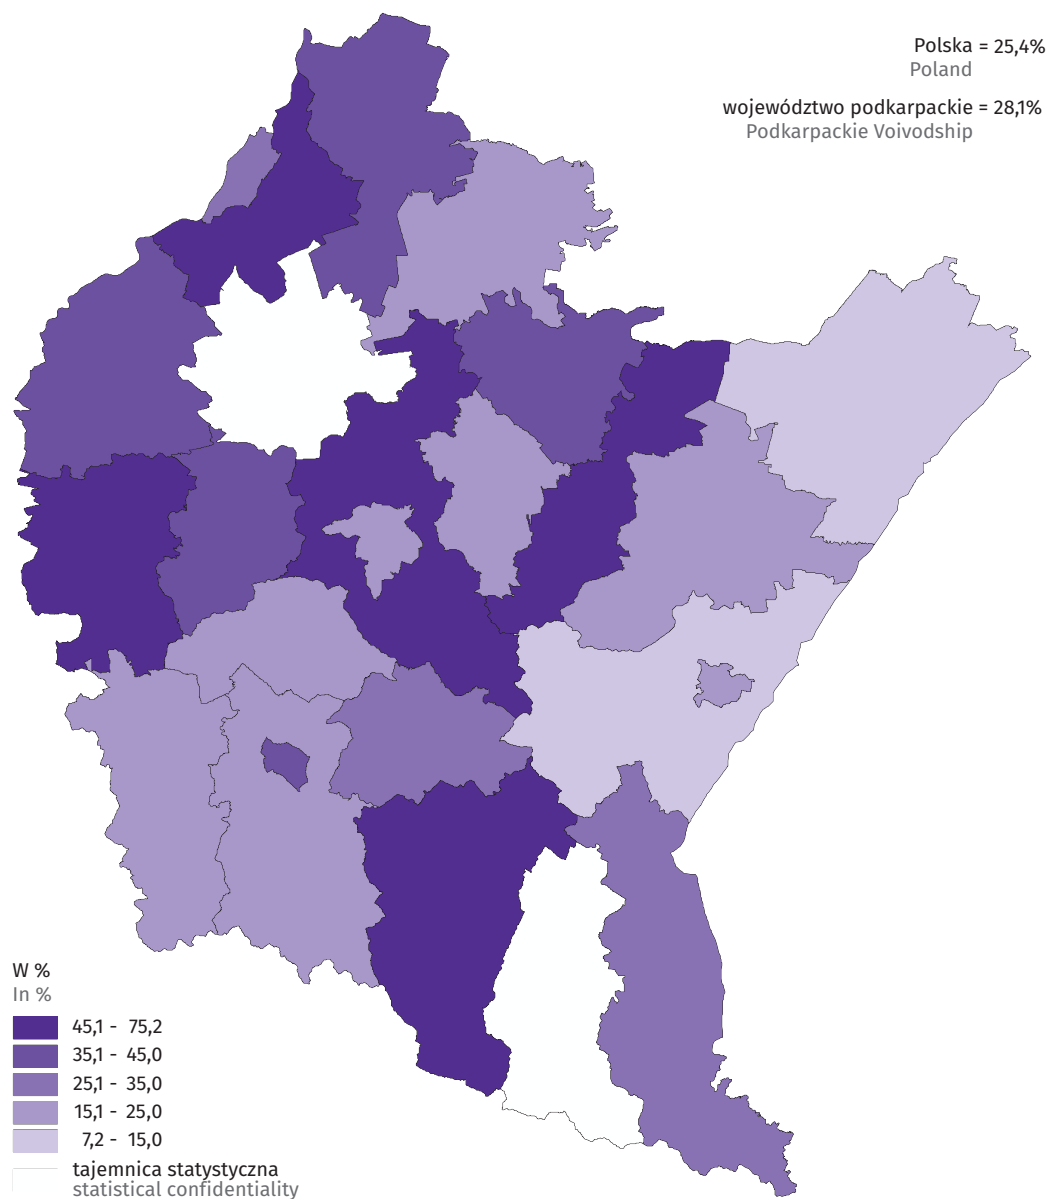 Polska = 25,4%
Poland
województwo podkarpackie = 28,1%
Podkarpackie Voivodship
W %
In %
45,1 - 75,2
35,1 - 45,0
25,1 - 35,0
15,1 - 25,0
7,2 - 15,0
tajemnica statystyczna
statistical confidentiality